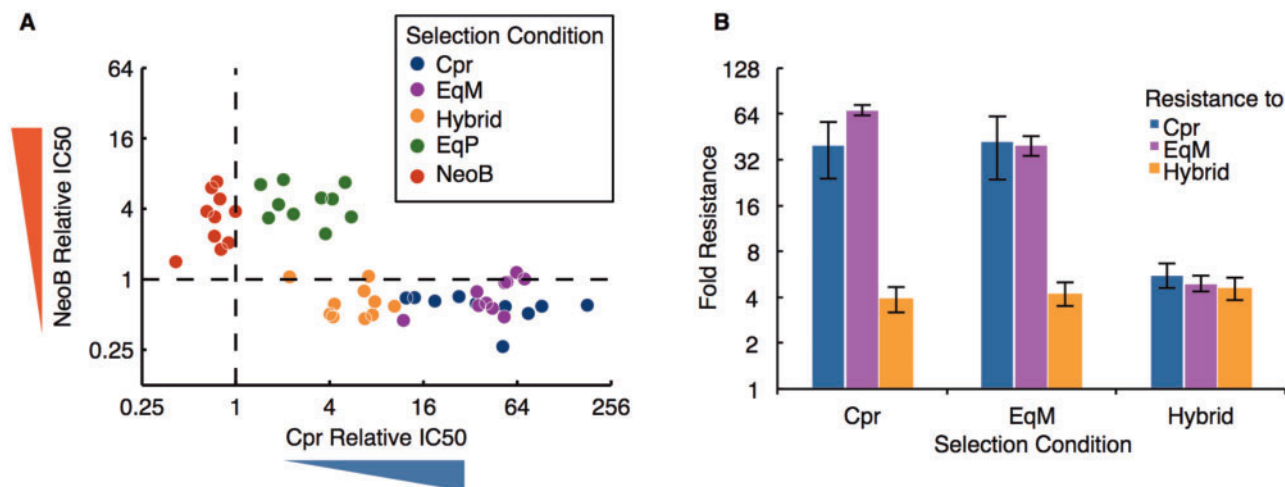 A
Selection Condition
Cpr
EqM
Hybrid
EqP
NeoB
64
16
4
1
0.25
NeoB Relative IC50
0.25 1 4 16 64 256
Cpr Relative IC50
B
128
64
32
16
8
4
2
1
Fold Resistance
Resistance to
Cpr
EqM
Hybrid
Cpr EqM Hybrid
Selection Condition